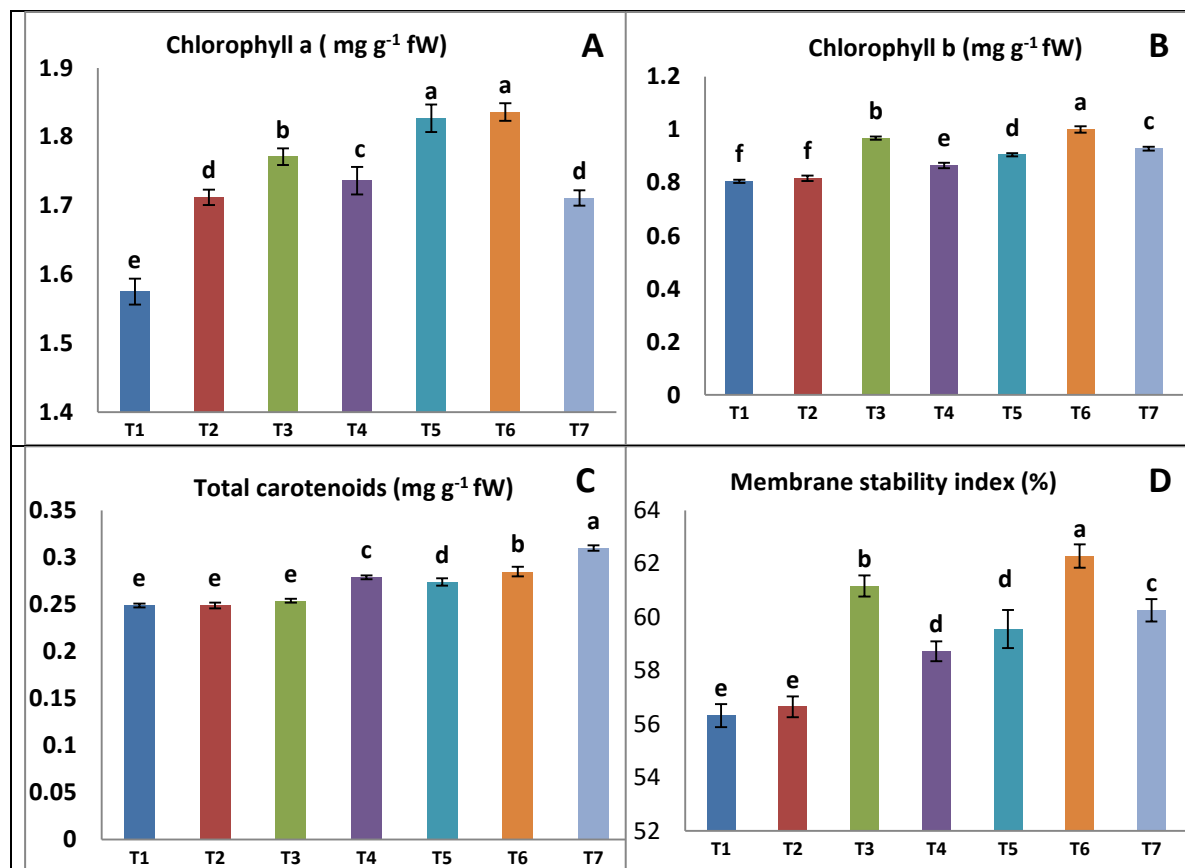 Chlorophyll a ( mg g⁻¹ fW) A
1.9
1.8
1.7
1.6
1.5
1.4
e d b c a a d
T1 T2 T3 T4 T5 T6 T7
Chlorophyll b (mg g⁻¹ fW) B
1.2
1
0.8
0.6
0.4
0.2
0
f f b e d a c
T1 T2 T3 T4 T5 T6 T7
Total carotenoids (mg g⁻¹ fW) C
0.35
0.3
0.25
0.2
0.15
0.1
0.05
0
e e e c d b a
T1 T2 T3 T4 T5 T6 T7
Membrane stability index (%) D
64
62
60
58
56
54
52
e e b d d a c
T1 T2 T3 T4 T5 T6 T7